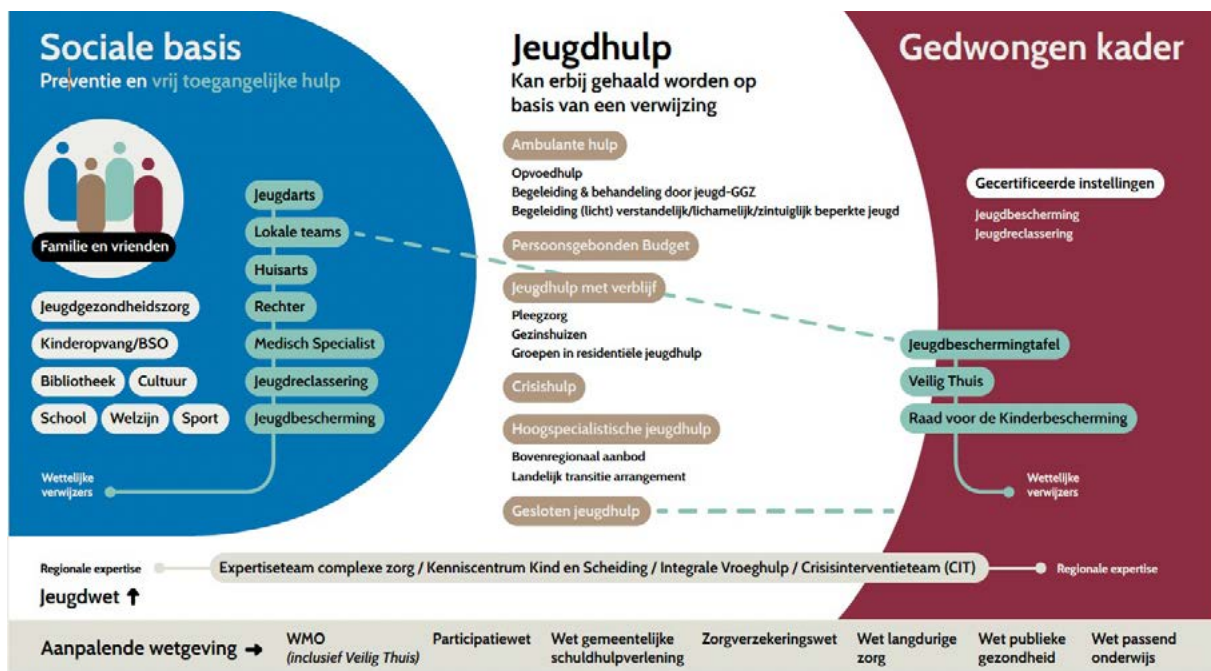 Sociale basis
Preventie en vrij toegangelijke hulp
Familie en vrienden
Jeugdgezondheidszorg
Kinderopvang/BSO
Bibliotheek
Cultuur
School
Welzijn
Sport
Jeugdarts
Lokale teams
Huisarts
Rechter
Medisch Specialist
Jeugdreclassering
Jeugdbescherming
Wettelijke
verwijzers
Jeugdhulp
Kan erbij gehaald worden op
basis van een verwijzing
Ambulante hulp
Opvoedhulp
Begeleiding & behandeling door jeugd-GGZ
Begeleiding (licht) verstandelijk/lichamelijk/zintuiglijk beperkte jeugd
Persoonsgebonden Budget
Jeugdhulp met verblijf
Pleegzorg
Gezinshuizen
Groepen in residentiële jeugdhulp
Crisishulp
Hoogspecialistische jeugdhulp
Bovenregionaal aanbod
Landelijk transitie arrangement
Gesloten jeugdhulp
Gedwongen kader
Gecertificeerde instellingen
Jeugdbescherming
Jeugdreclassering
Jeugdbeschermingtafel
Veilig Thuis
Raad voor de Kinderbescherming
Wettelijke
verwijzers
Regionale expertise
Expertiseteam complexe zorg / Kenniscentrum Kind en Scheiding / Integrale Vroeghulp / Crisisinterventieteam (CIT)
Regionale expertise
Jeugdwet ↑
Aanpalende wetgeving →
WMO
(inclusief Veilig Thuis)
Participatiewet
Wet gemeentelijke
schuldhulpverlening
Zorgverzekeringswet
Wet langdurige
zorg
Wet publieke
gezondheid
Wet passend
onderwijs